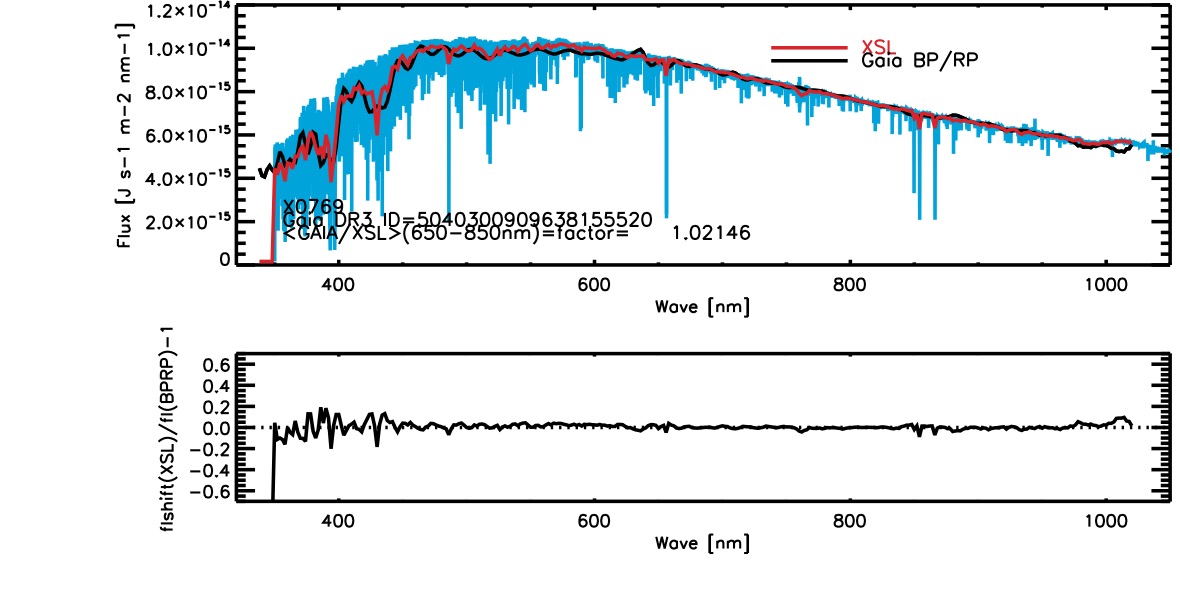 1.2×10⁻¹⁴
1.0×10⁻¹⁴
8.0×10⁻¹⁵
6.0×10⁻¹⁵
4.0×10⁻¹⁵
2.0×10⁻¹⁵
0
Flux [J s−1 m−2 nm−1]
XSL
Gaia BP/RP
X0769
Gaia DR3 ID=5040300909638155520
<GAIA/XSL>(650−850nm)=factor= 1.02146
400 600 800 1000
Wave [nm]
flshift(XSL)/fl(BPRP)−1
0.6
0.4
0.2
0.0
−0.2
−0.4
−0.6
400 600 800 1000
Wave [nm]